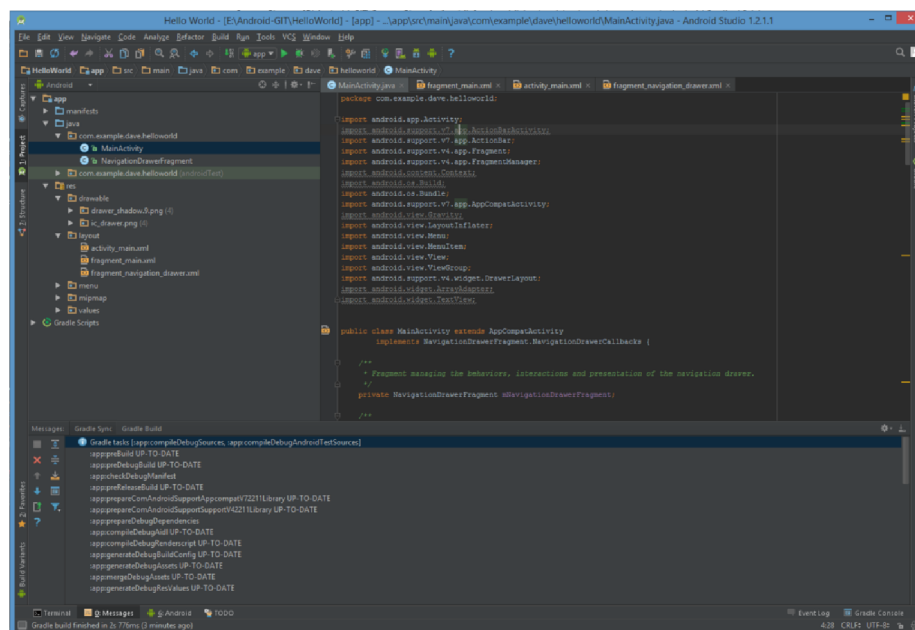 Hello World - [E:\Android-GIT\HelloWorld] - [app] - ...\app\src\main\java\com\example\dave\helloworld\MainActivity.java - Android Studio 1.2.1.1
File Edit View Navigate Code Analyze Refactor Build Run Tools VCS Window Help
app
HelloWorld app src main java com example dave helloworld MainActivity
Android
MainActivity.java fragment_main.xml activity_main.xml fragment_navigation_drawer.xml
Captures
1: Project
2: Structure
app
manifests
java
com.example.dave.helloworld
MainActivity
NavigationDrawerFragment
com.example.dave.helloworld (androidTest)
res
drawable
drawer_shadow.9.png (4)
ic_drawer.png (4)
layout
activity_main.xml
fragment_main.xml
fragment_navigation_drawer.xml
menu
mipmap
values
Gradle Scripts
package com.example.dave.helloworld;
import android.app.Activity;
import android.support.v7.app.ActionBarActivity;
import android.support.v7.app.ActionBar;
import android.support.v4.app.Fragment;
import android.support.v4.app.FragmentManager;
import android.content.Context;
import android.os.Build;
import android.os.Bundle;
import android.support.v7.app.AppCompatActivity;
import android.view.Gravity;
import android.view.LayoutInflater;
import android.view.Menu;
import android.view.MenuItem;
import android.view.View;
import android.view.ViewGroup;
import android.support.v4.widget.DrawerLayout;
import android.widget.ArrayAdapter;
import android.widget.TextView;
public class MainActivity extends AppCompatActivity
implements NavigationDrawerFragment.NavigationDrawerCallbacks {
/**
* Fragment managing the behaviors, interactions and presentation of the navigation drawer.
*/
private NavigationDrawerFragment mNavigationDrawerFragment;
/**
Messages: Gradle Sync Gradle Build
Gradle tasks [:app:compileDebugSources, :app:compileDebugAndroidTestSources]
:app:preBuild UP-TO-DATE
:app:preDebugBuild UP-TO-DATE
:app:checkDebugManifest
:app:preReleaseBuild UP-TO-DATE
:app:prepareComAndroidSupportAppcompatV72211Library UP-TO-DATE
:app:prepareComAndroidSupportSupportV42211Library UP-TO-DATE
:app:prepareDebugDependencies
:app:compileDebugAidl UP-TO-DATE
:app:compileDebugRenderscript UP-TO-DATE
:app:generateDebugBuildConfig UP-TO-DATE
:app:generateDebugAssets UP-TO-DATE
:app:mergeDebugAssets UP-TO-DATE
:app:generateDebugResValues UP-TO-DATE
2: Favorites
Build Variants
Terminal 0: Messages 6: Android TODO Event Log Gradle Console
Gradle build finished in 2s 776ms (3 minutes ago) 4:28 CRLF: UTF-8: